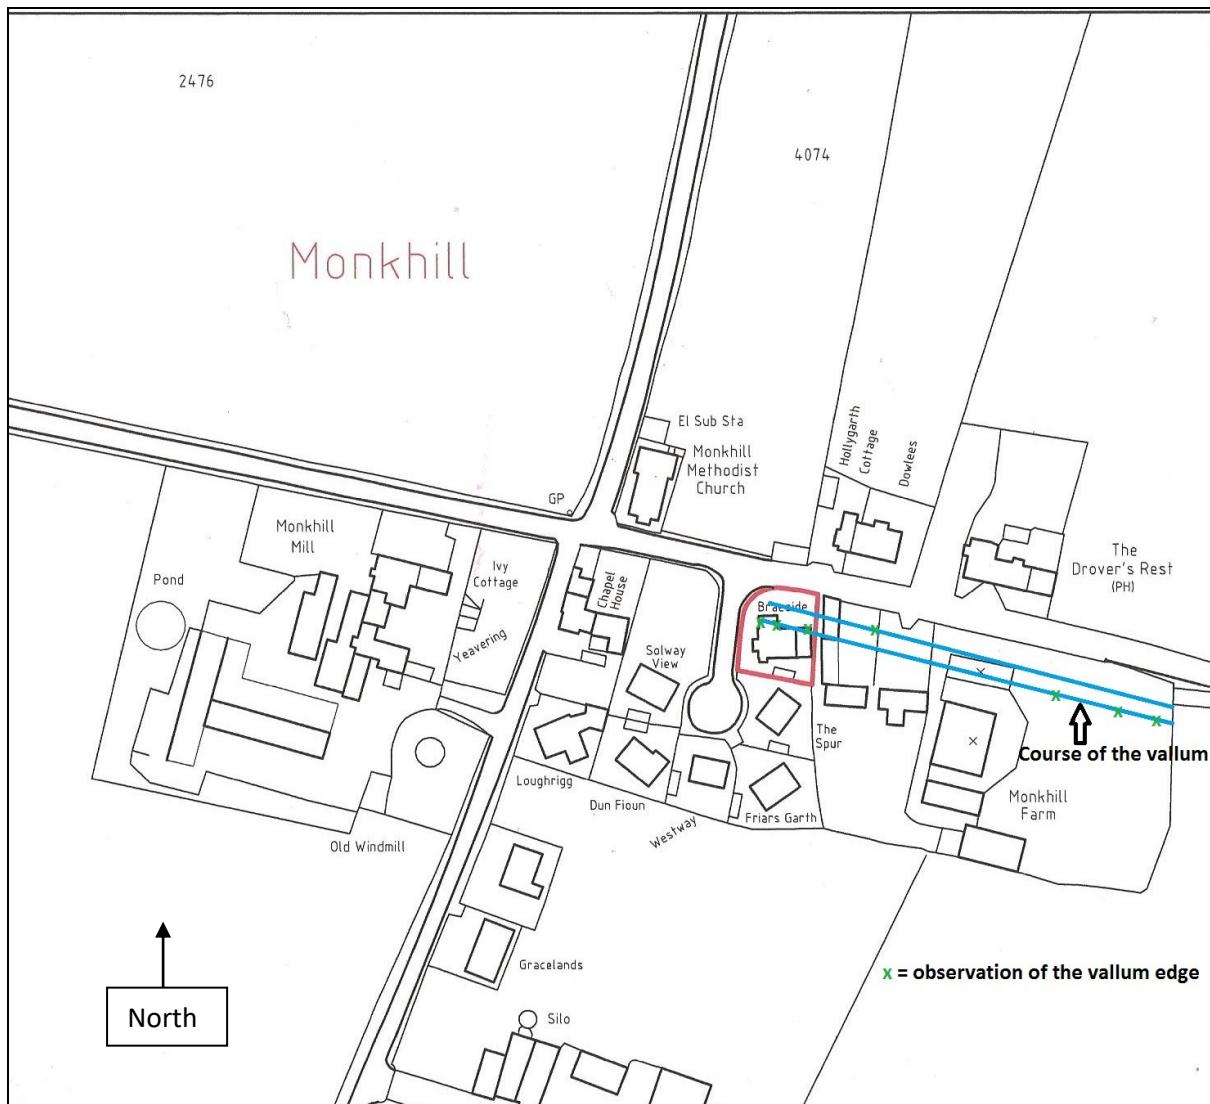 2476
4074
Monkhill
El Sub Sta
Monkhill
Methodist
Church
Hollygarth
Cottage
Dowlees
GP
Monkhill
Mill
Ivy
Cottage
Chapel
House
The
Drover's Rest
(PH)
Pond
Braeside
Yeavering
Solway
View
The
Spur
Course of the vallum
Loughrigg
Dun Fioun
Westway
Friars Garth
Monkhill
Farm
Old Windmill
Gracelands
x = observation of the vallum edge
North
Silo